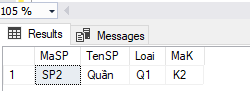 105 %
Results Messages
MaSP TenSP Loai MaK
1 SP2 Quần Q1 K2